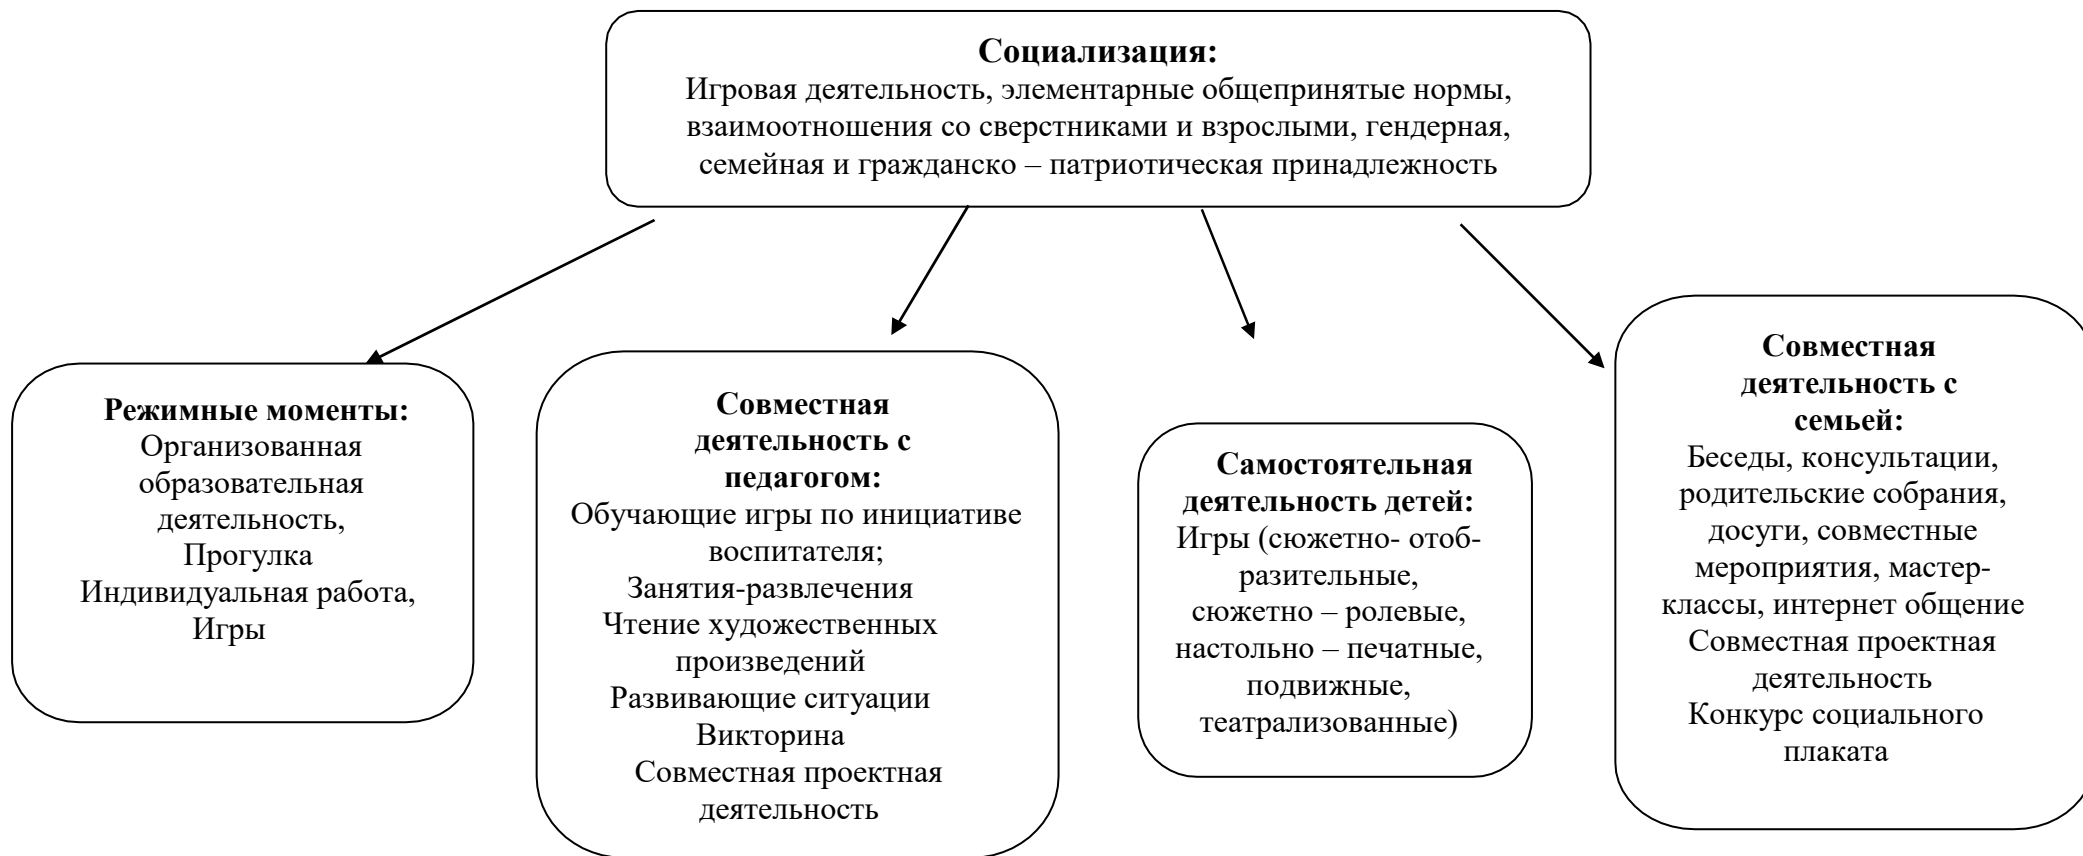 Социализация:
Игровая деятельность, элементарные общепринятые нормы,
взаимоотношения со сверстниками и взрослыми, гендерная,
семейная и гражданско – патриотическая принадлежность
Режимные моменты:
Организованная
образовательная
деятельность,
Прогулка
Индивидуальная работа,
Игры
Совместная
деятельность с
педагогом:
Обучающие игры по инициативе
воспитателя;
Занятия-развлечения
Чтение художественных
произведений
Развивающие ситуации
Викторина
Совместная проектная
деятельность
Самостоятельная
деятельность детей:
Игры (сюжетно- отоб-
разительные,
сюжетно – ролевые,
настольно – печатные,
подвижные,
театрализованные)
Совместная
деятельность с
семьей:
Беседы, консультации,
родительские собрания,
досуги, совместные
мероприятия, мастер-
классы, интернет общение
Совместная проектная
деятельность
Конкурс социального
плаката